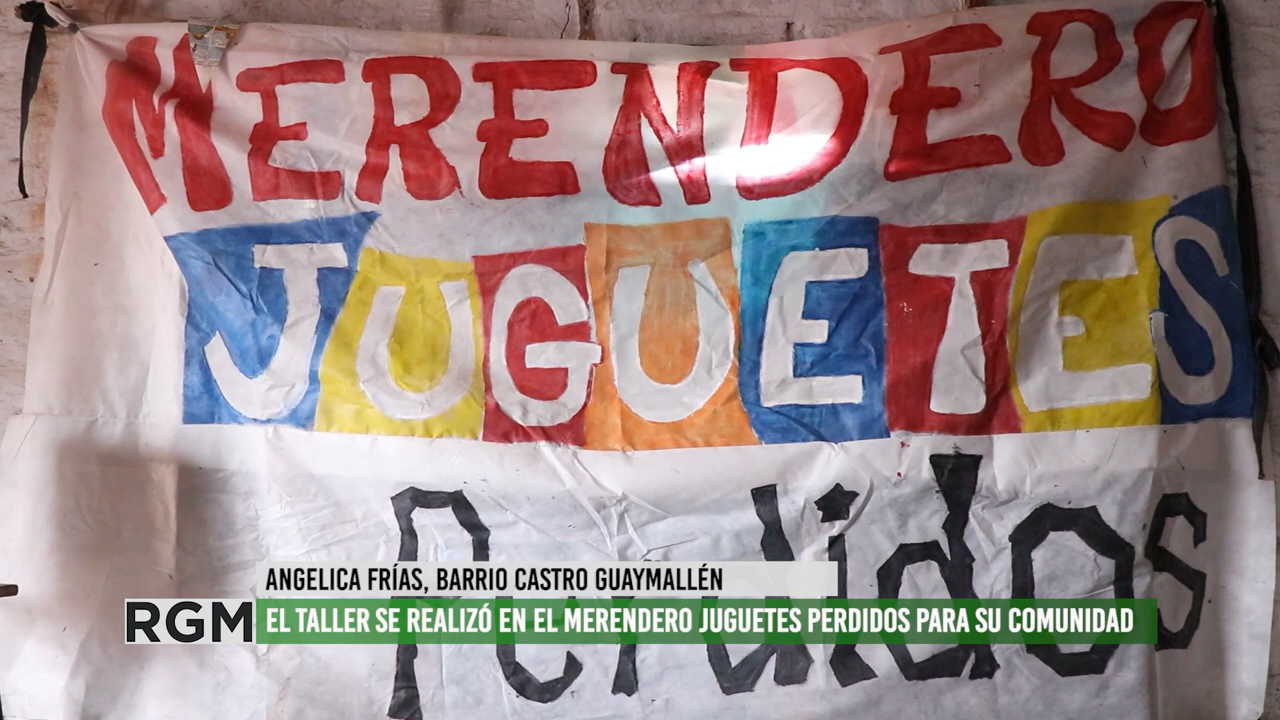 MERENDERO
JUGUETES
Perdidos
ANGELICA FRÍAS, BARRIO CASTRO GUAYMALLÉN
RGM
EL TALLER SE REALIZÓ EN EL MERENDERO JUGUETES PERDIDOS PARA SU COMUNIDAD